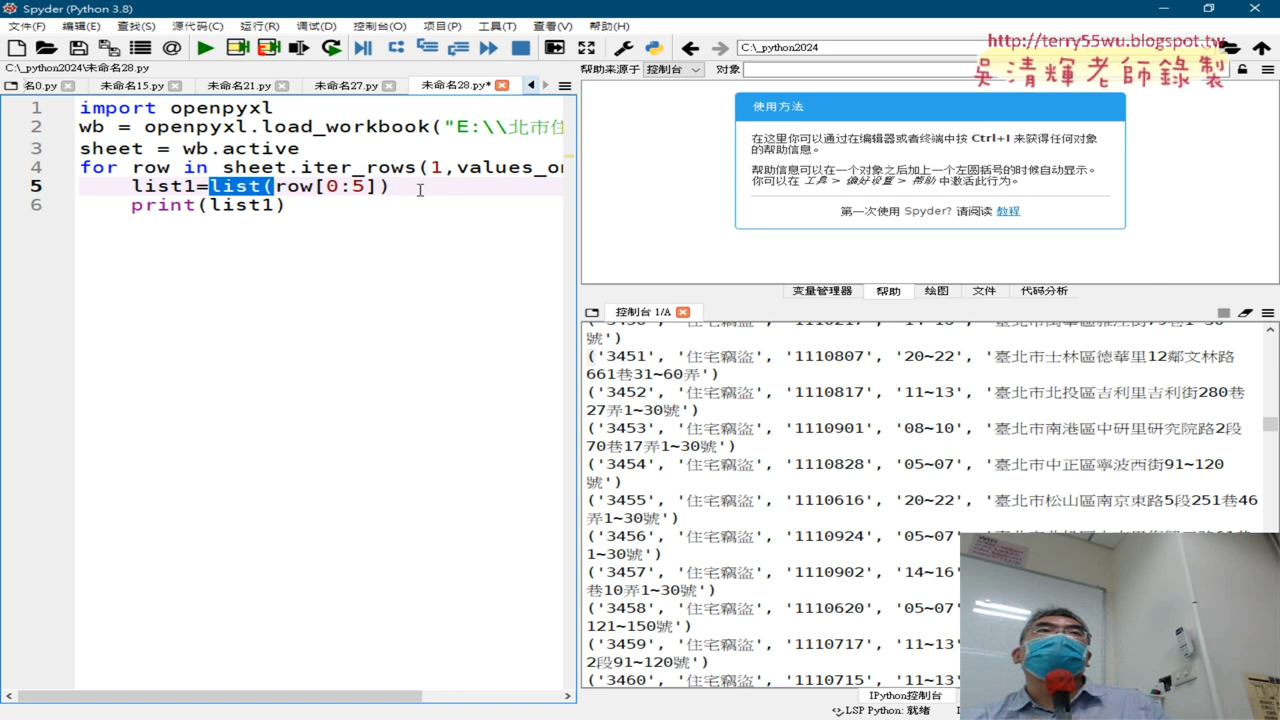 Spyder (Python 3.8)
文件(F) 编辑(E) 查找(S) 源代码(C) 运行(R) 调试(D) 控制台(O) 项目(P) 工具(T) 查看(V) 帮助(H)
C:\_python2024
http://terry55wu.blogspot.tw
吳清輝老師錄製
C:\_python2024\未命名28.py
帮助来源于 控制台 对象
名0.py 未命名15.py 未命名21.py 未命名27.py 未命名28.py*
1 import openpyxl
2 wb = openpyxl.load_workbook("E:\\北市住
3 sheet = wb.active
4 for row in sheet.iter_rows(1,values_on
5 list1=list(row[0:5])
6 print(list1)
使用方法
在这里你可以通过在编辑器或者终端中按 Ctrl+I 来获得任何对象
的帮助信息。
帮助信息可以在一个对象之后加上一个左圆括号的时候自动显示。
你可以在 工具 > 偏好设置 > 帮助 中激活此行为。
第一次使用 Spyder? 请阅读 教程
变量管理器 帮助 绘图 文件 代码分析
控制台 1/A
號')
('3451', '住宅竊盜', '1110807', '20~22', '臺北市士林區德華里12鄰文林路
661巷31~60弄')
('3452', '住宅竊盜', '1110817', '11~13', '臺北市北投區吉利里吉利街280巷
27弄1~30號')
('3453', '住宅竊盜', '1110901', '08~10', '臺北市南港區中研里研究院路2段
70巷17弄1~30號')
('3454', '住宅竊盜', '1110828', '05~07', '臺北市中正區寧波西街91~120
號')
('3455', '住宅竊盜', '1110616', '20~22', '臺北市松山區南京東路5段251巷46
弄1~30號')
('3456', '住宅竊盜', '1110924', '05~07',
1~30號')
('3457', '住宅竊盜', '1110902', '14~16'
巷10弄1~30號')
('3458', '住宅竊盜', '1110620', '05~07'
121~150號')
('3459', '住宅竊盜', '1110717', '11~13'
2段91~120號')
('3460', '住宅竊盜', '1110715', '11~13'
IPython控制台
LSP Python: 就绪